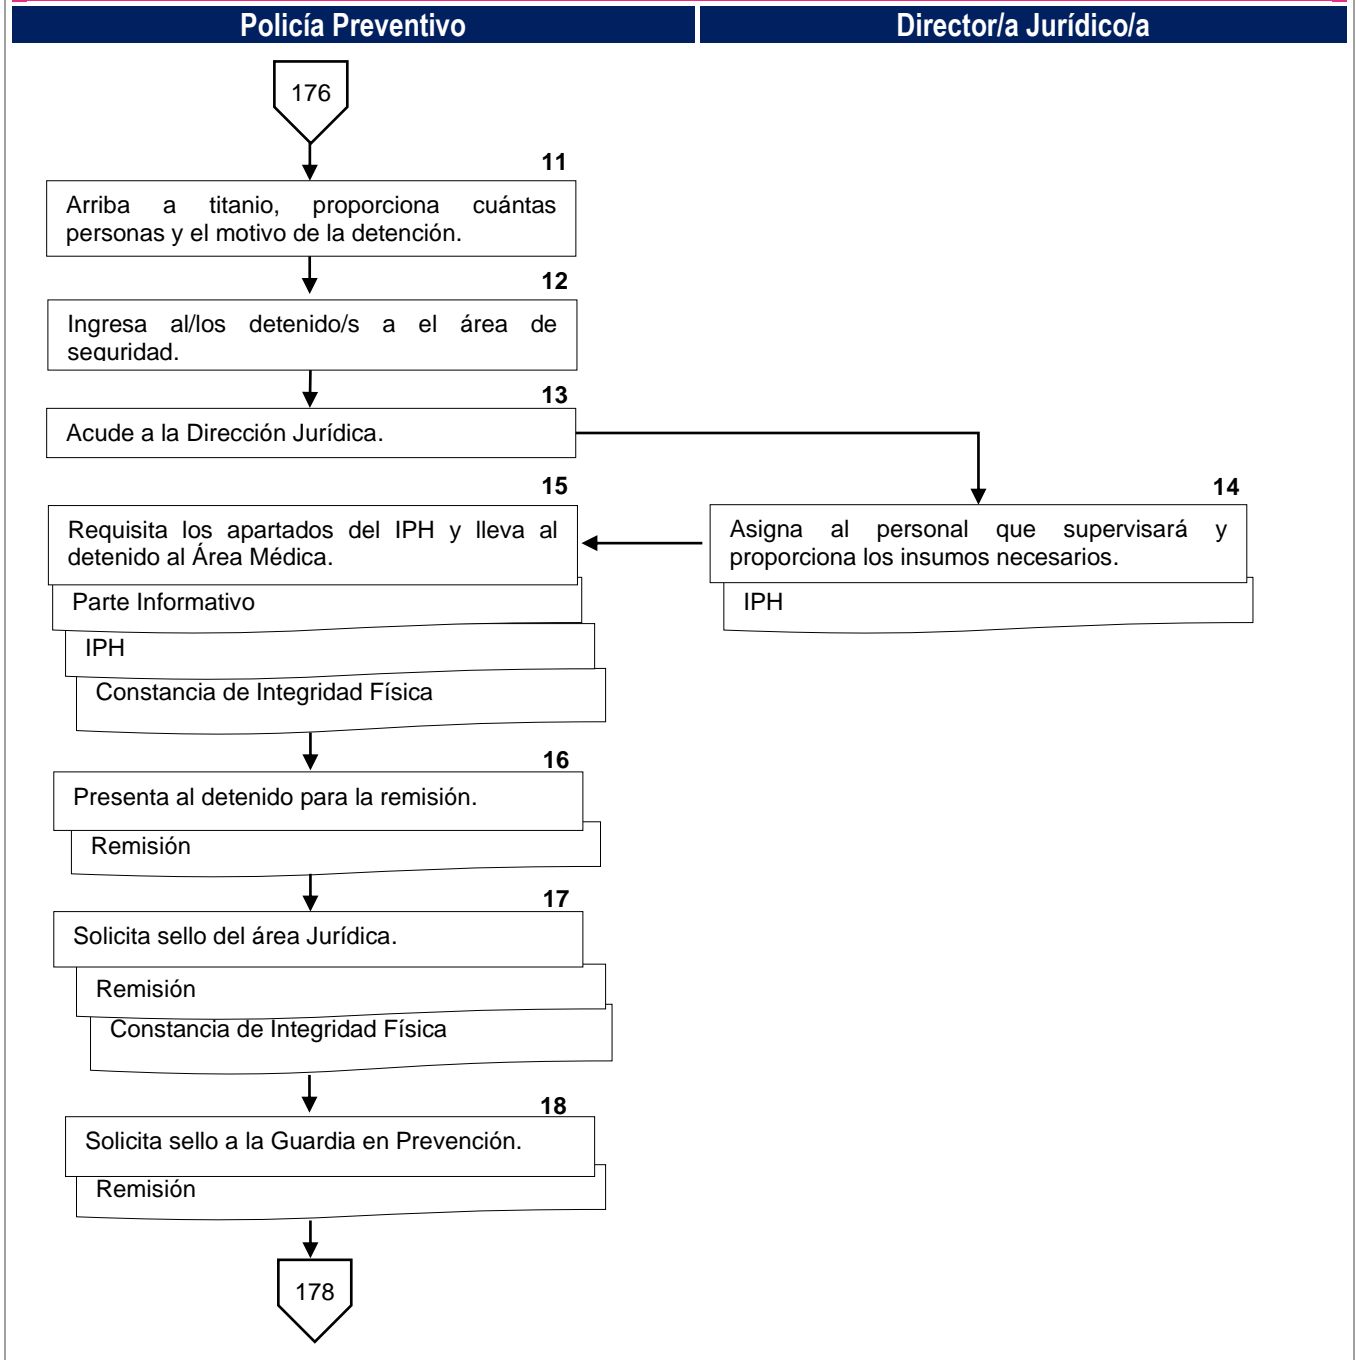 Policía Preventivo
Director/a Jurídico/a
176
11
Arriba a titanio, proporciona cuántas
personas y el motivo de la detención.
12
Ingresa al/los detenido/s a el área de
seguridad.
13
Acude a la Dirección Jurídica.
14
Asigna al personal que supervisará y
proporciona los insumos necesarios.
IPH
15
Requisita los apartados del IPH y lleva al
detenido al Área Médica.
Parte Informativo
IPH
Constancia de Integridad Física
16
Presenta al detenido para la remisión.
Remisión
17
Solicita sello del área Jurídica.
Remisión
Constancia de Integridad Física
18
Solicita sello a la Guardia en Prevención.
Remisión
178